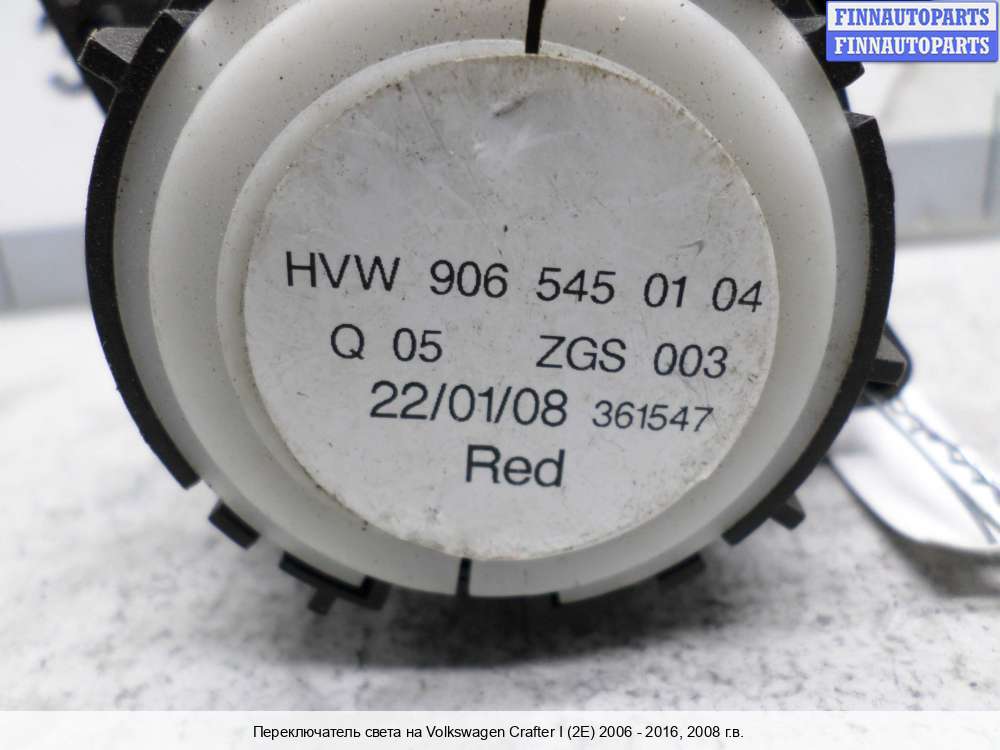 FINNAUTOPARTS
FINNAUTOPARTS
HVW 906 545 01 04
Q 05 ZGS 003
22/01/08 361547
Red
Переключатель света на Volkswagen Crafter I (2E) 2006 - 2016, 2008 г.в.